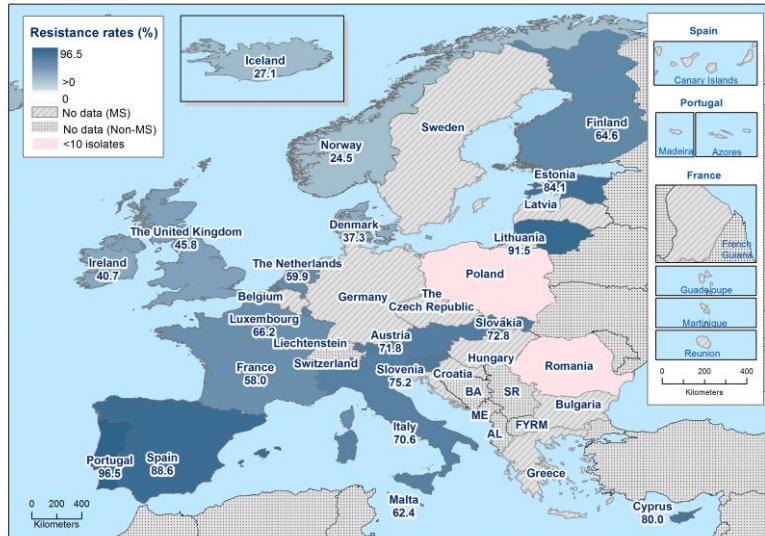 Resistance rates (%)
96.5
>0
0
No data (MS)
No data (Non-MS)
<10 isolates
Iceland
27.1
Spain
Canary Islands
Portugal
Madeira
Azores
France
French
Guiana
Guadeloupe
Martinique
Reunion
0 200 400
Kilometers
Sweden
Finland
64.6
Norway
24.5
Estonia
84.1
Latvia
The United Kingdom
45.8
Denmark
37.3
Lithuania
91.5
Ireland
40.7
The Netherlands
59.9
Poland
Belgium
Germany
The
Czech Republic
Luxembourg
66.2
Slovakia
72.8
Austria
71.8
Liechtenstein
Switzerland
Hungary
Romania
France
58.0
Slovenia
75.2
Croatia
BA
SR
Bulgaria
ME
FYRM
AL
Italy
70.6
Greece
Portugal
96.5
Spain
88.6
Malta
62.4
Cyprus
80.0
0 200 400
Kilometers